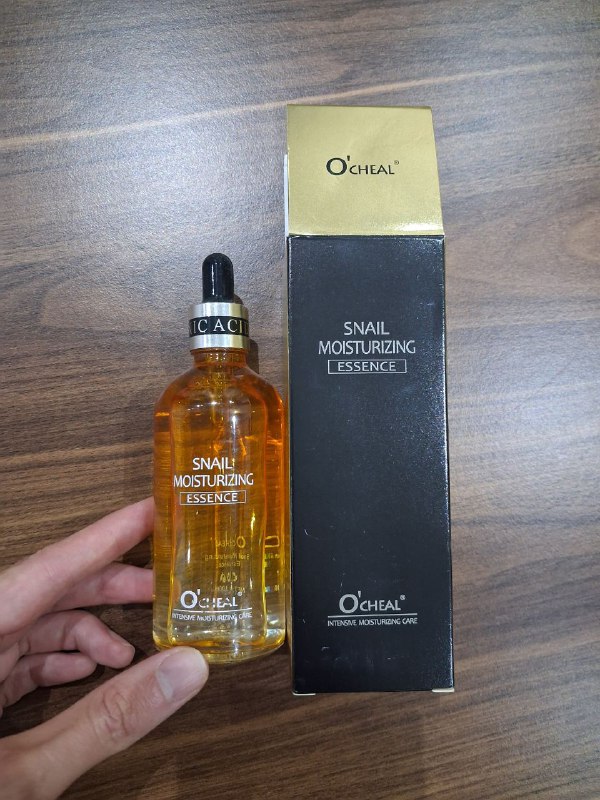 O'CHEAL®
SNAIL
MOISTURIZING
ESSENCE
O'CHEAL®
INTENSIVE MOISTURIZING CARE
IC ACI
SNAIL
MOISTURIZING
ESSENCE
O'CHEAL®
INTENSIVE MOISTURIZING CARE